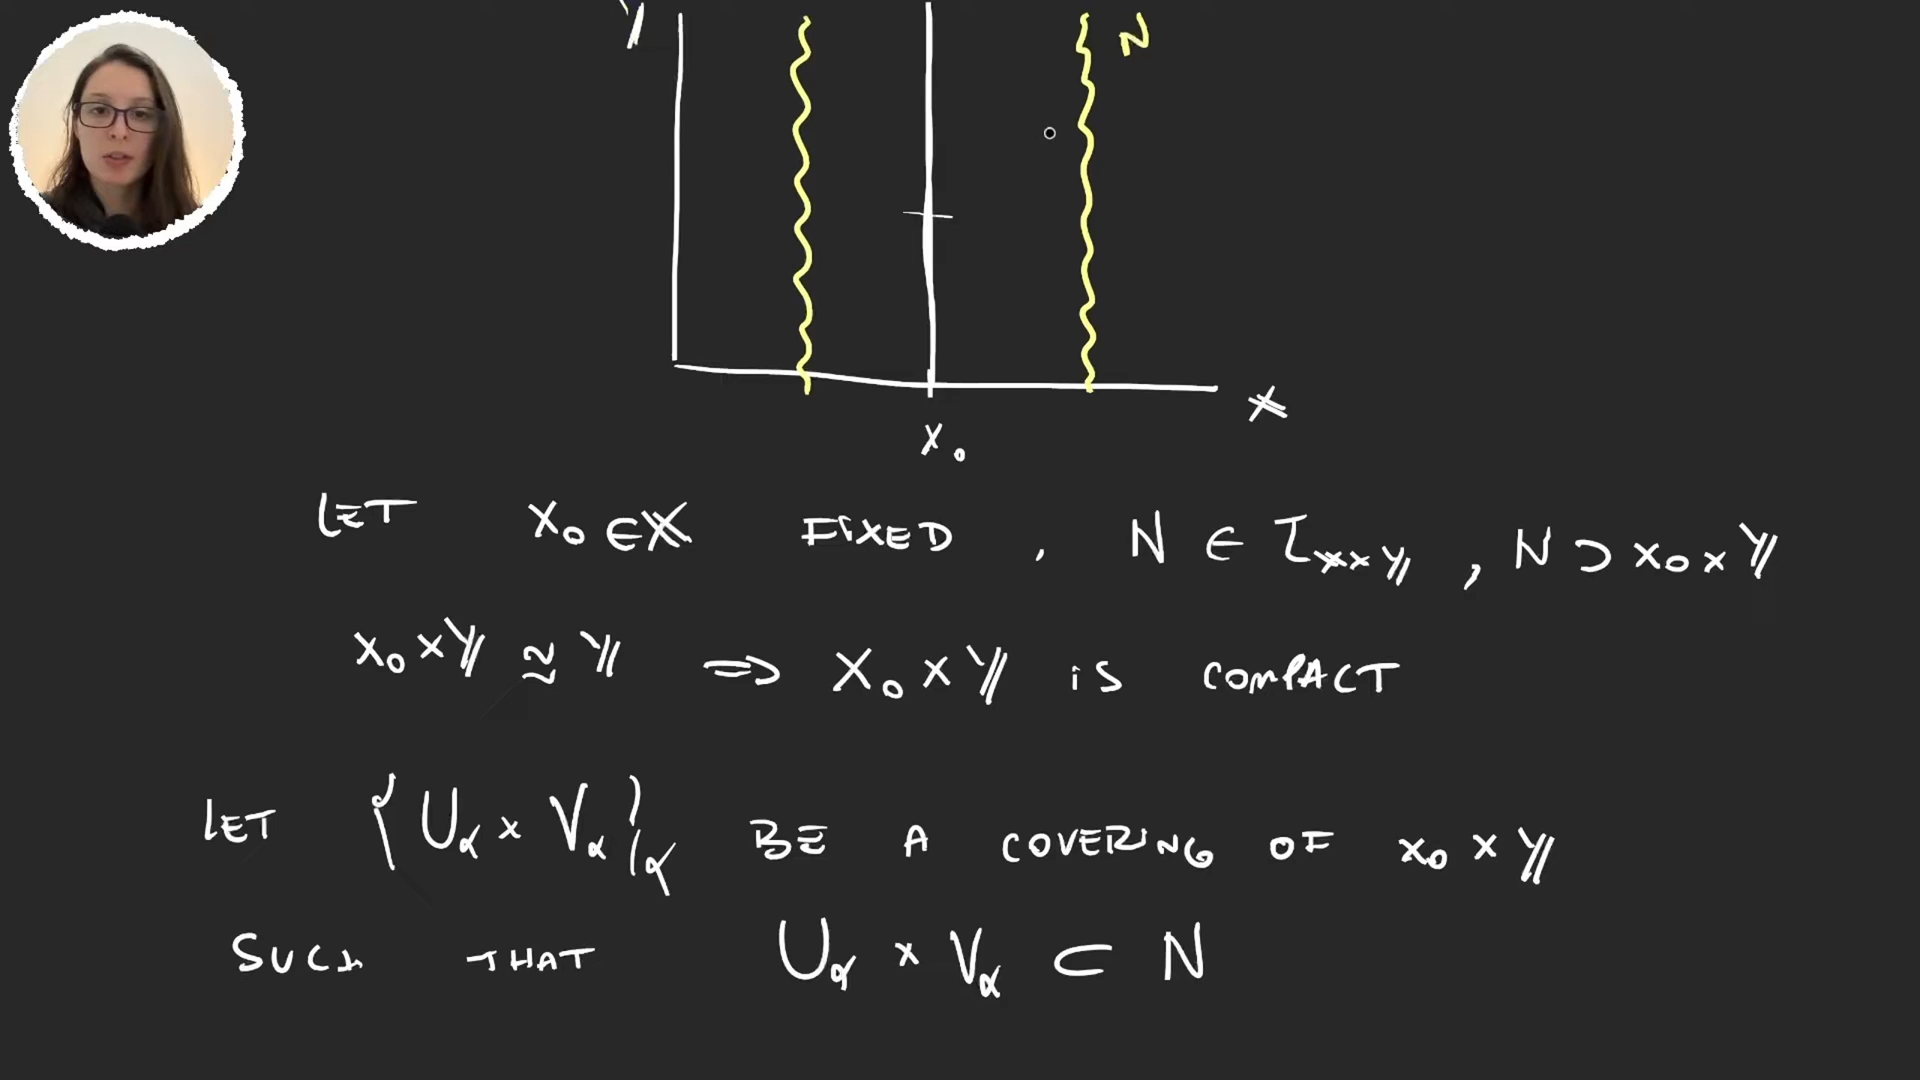 Y N
X
x₀
LET x₀ ∈ X FIXED, N ∈ τ_{X×Y}, N ⊃ x₀ × Y
x₀ × Y ≅ Y ⇒ x₀ × Y is COMPACT
LET {U_α × V_α}_α BE A COVERING OF x₀ × Y
SUCH THAT U_α × V_α ⊂ N